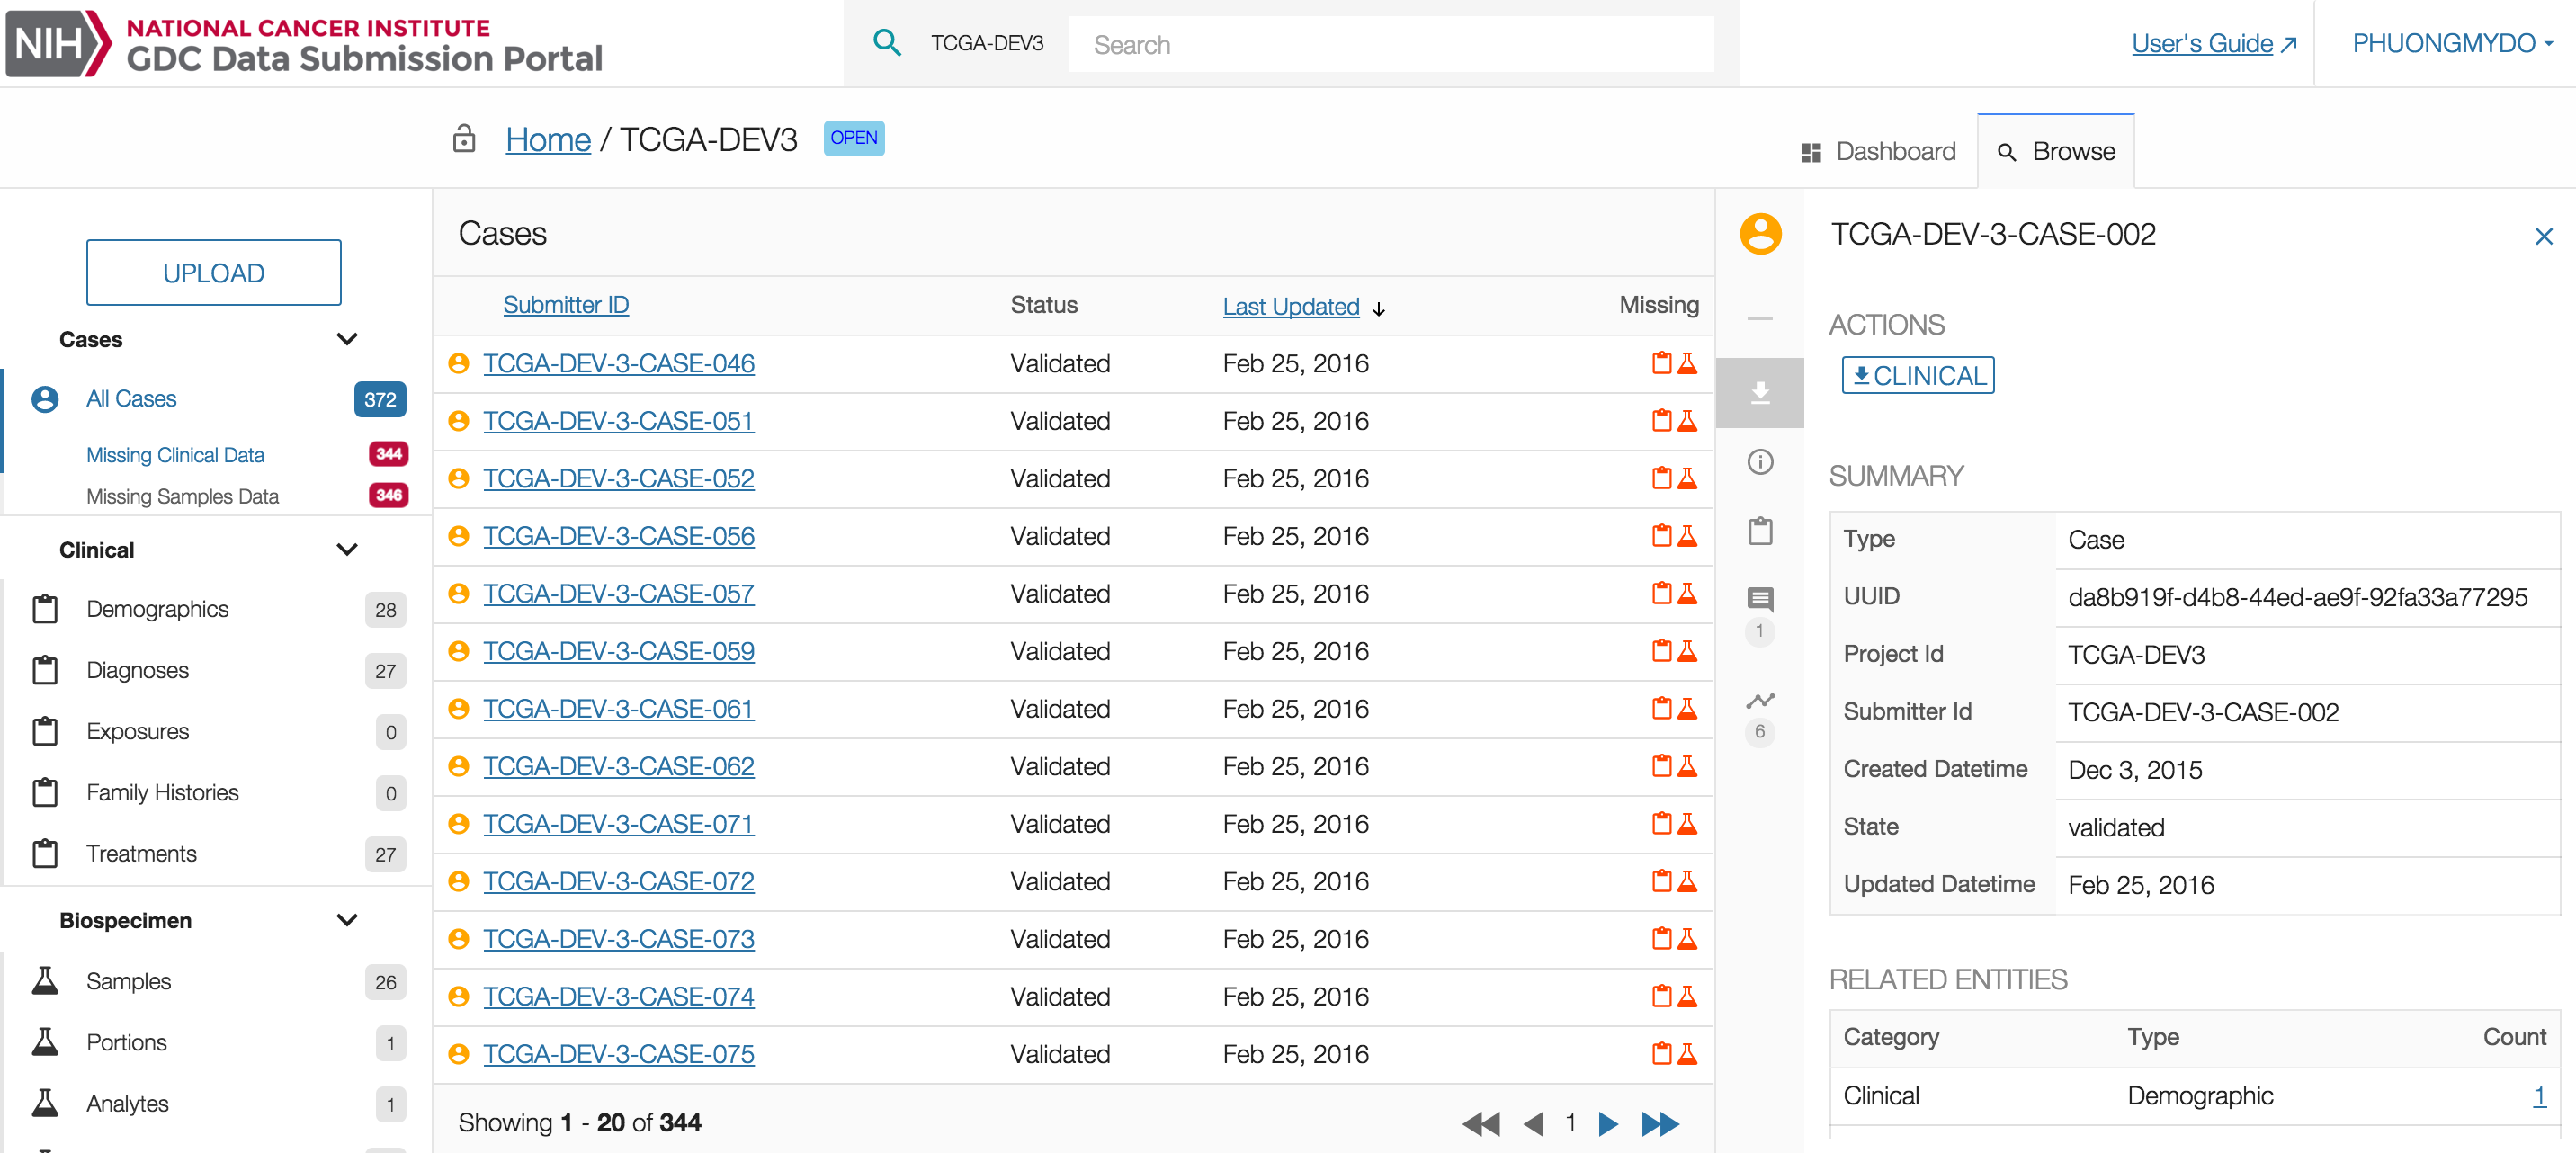 NIH NATIONAL CANCER INSTITUTE
GDC Data Submission Portal
TCGA-DEV3 Search
User's Guide
PHUONGMYDO
Home / TCGA-DEV3 OPEN
Dashboard
Browse
UPLOAD
Cases
All Cases 372
Missing Clinical Data 344
Missing Samples Data 346
Clinical
Demographics 28
Diagnoses 27
Exposures 0
Family Histories 0
Treatments 27
Biospecimen
Samples 26
Portions 1
Analytes 1
Cases
Submitter ID Status Last Updated Missing
TCGA-DEV-3-CASE-046 Validated Feb 25, 2016
TCGA-DEV-3-CASE-051 Validated Feb 25, 2016
TCGA-DEV-3-CASE-052 Validated Feb 25, 2016
TCGA-DEV-3-CASE-056 Validated Feb 25, 2016
TCGA-DEV-3-CASE-057 Validated Feb 25, 2016
TCGA-DEV-3-CASE-059 Validated Feb 25, 2016
TCGA-DEV-3-CASE-061 Validated Feb 25, 2016
TCGA-DEV-3-CASE-062 Validated Feb 25, 2016
TCGA-DEV-3-CASE-071 Validated Feb 25, 2016
TCGA-DEV-3-CASE-072 Validated Feb 25, 2016
TCGA-DEV-3-CASE-073 Validated Feb 25, 2016
TCGA-DEV-3-CASE-074 Validated Feb 25, 2016
TCGA-DEV-3-CASE-075 Validated Feb 25, 2016
Showing 1 - 20 of 344
1
1
6
TCGA-DEV-3-CASE-002
ACTIONS
CLINICAL
SUMMARY
Type Case
UUID da8b919f-d4b8-44ed-ae9f-92fa33a77295
Project Id TCGA-DEV3
Submitter Id TCGA-DEV-3-CASE-002
Created Datetime Dec 3, 2015
State validated
Updated Datetime Feb 25, 2016
RELATED ENTITIES
Category Type Count
Clinical Demographic 1